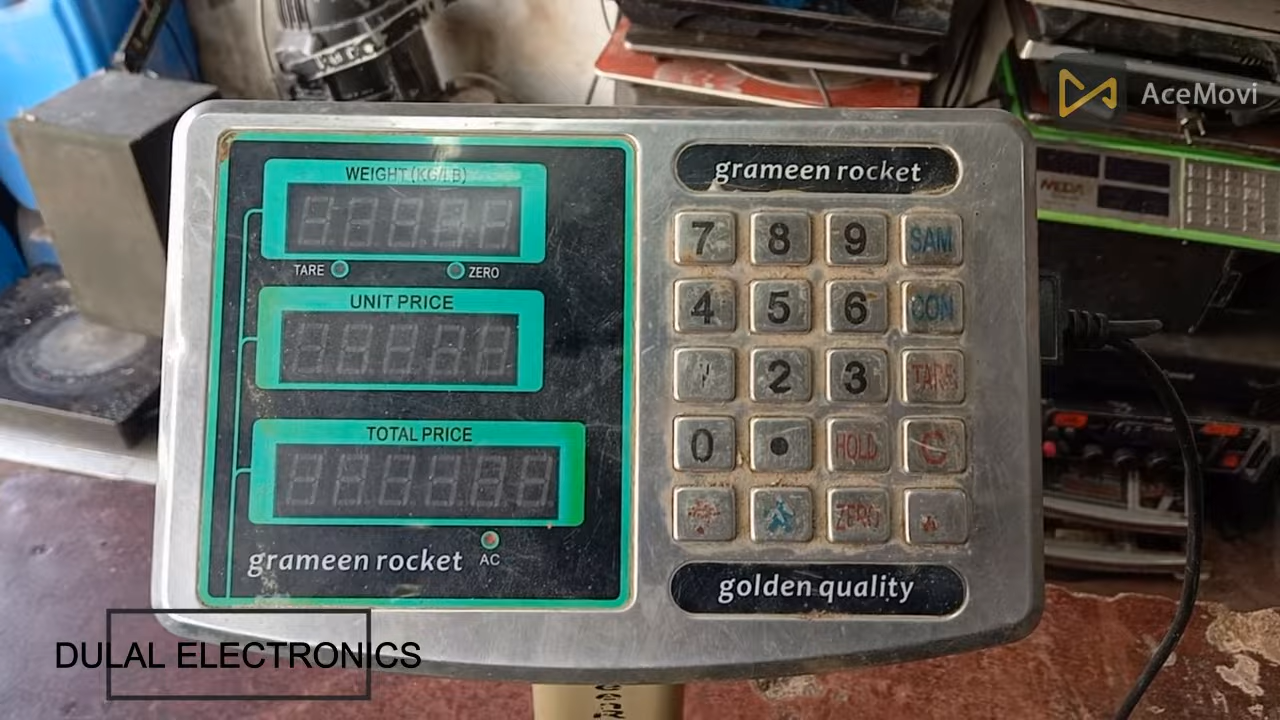 AceMovi
grameen rocket
WEIGHT (KG/LB)
TARE
ZERO
UNIT PRICE
TOTAL PRICE
AC
grameen rocket
7 8 9 SAM
4 5 6 CON
2 3 TARE
0 . HOLD C
ZERO
golden quality
DULAL ELECTRONICS